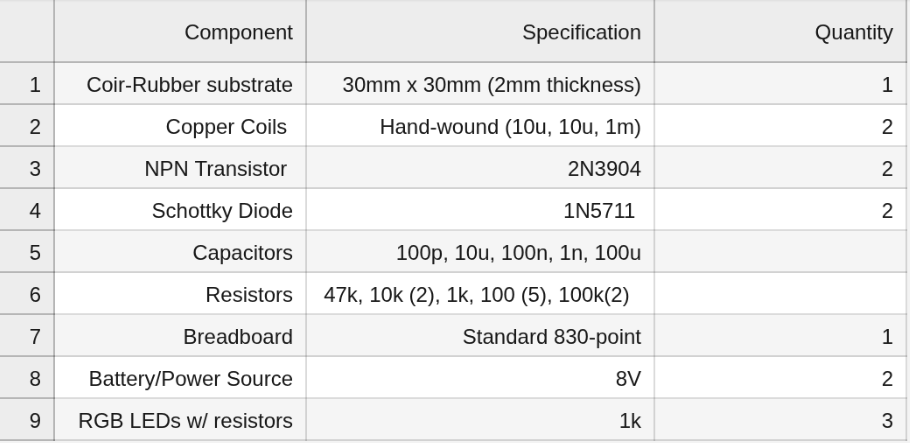 Component Specification Quantity
1 Coir-Rubber substrate 30mm x 30mm (2mm thickness) 1
2 Copper Coils Hand-wound (10u, 10u, 1m) 2
3 NPN Transistor 2N3904 2
4 Schottky Diode 1N5711 2
5 Capacitors 100p, 10u, 100n, 1n, 100u
6 Resistors 47k, 10k (2), 1k, 100 (5), 100k(2)
7 Breadboard Standard 830-point 1
8 Battery/Power Source 8V 2
9 RGB LEDs w/ resistors 1k 3